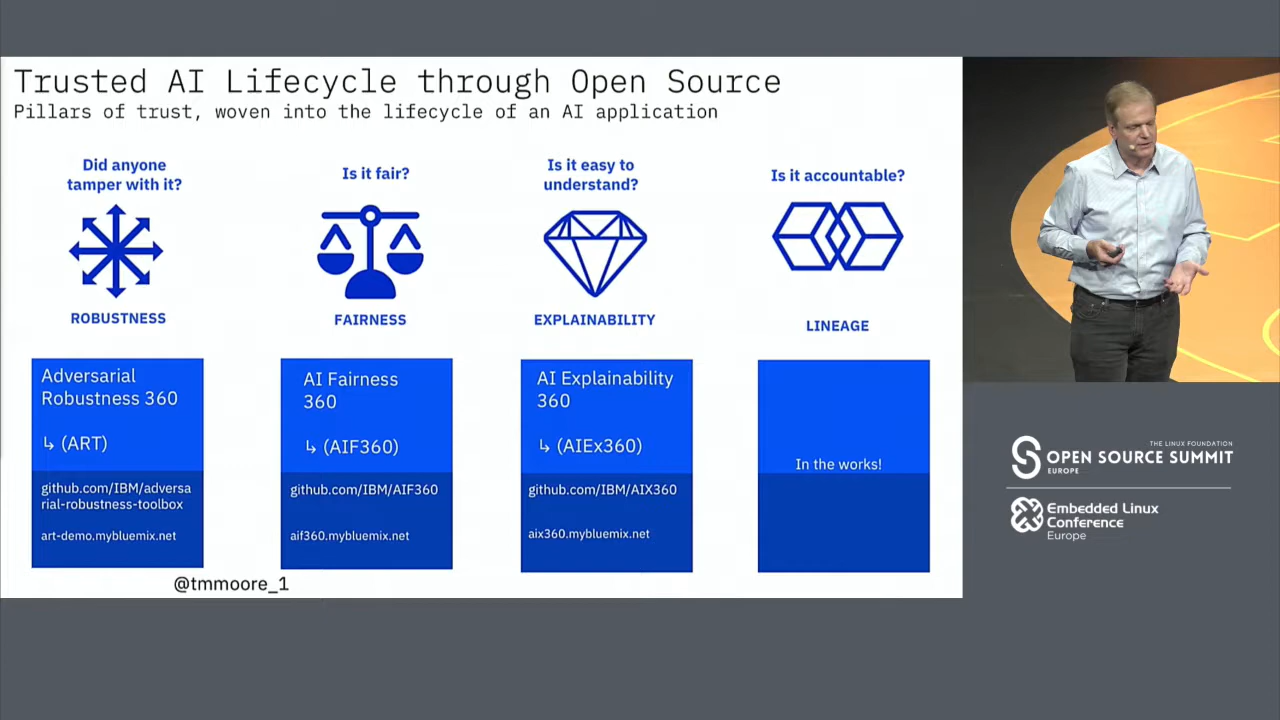 Trusted AI Lifecycle through Open Source
Pillars of trust, woven into the lifecycle of an AI application
Did anyone
tamper with it?
ROBUSTNESS
Is it fair?
FAIRNESS
Is it easy to
understand?
EXPLAINABILITY
Is it accountable?
LINEAGE
Adversarial
Robustness 360
↳ (ART)
github.com/IBM/adversa
rial-robustness-toolbox
art-demo.mybluemix.net
AI Fairness
360
↳ (AIF360)
github.com/IBM/AIF360
aif360.mybluemix.net
AI Explainability
360
↳ (AIEx360)
github.com/IBM/AIX360
aix360.mybluemix.net
In the works!
@tmmoore_1
THE LINUX FOUNDATION
OPEN SOURCE SUMMIT
EUROPE
Embedded Linux
Conference
Europe